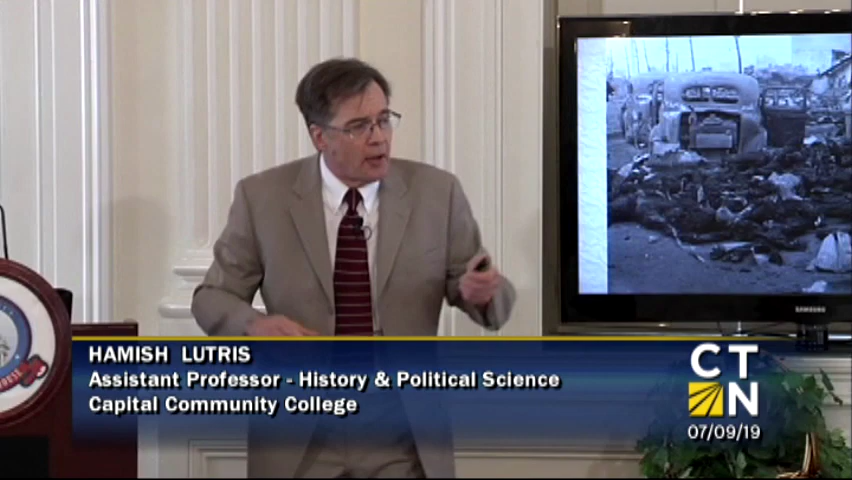 SAMSUNG
HAMISH LUTRIS
Assistant Professor - History & Political Science
Capital Community College
CT
N
07/09/19